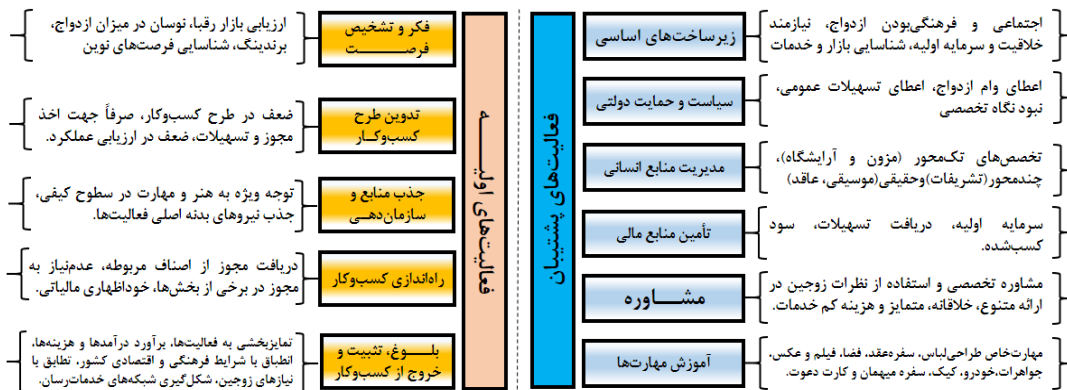 فعالیت‌های پشتیبان
زیرساخت‌های اساسی
اجتماعی و فرهنگی‌بودن ازدواج، نیازمند
خلاقیت و سرمایه اولیه، شناسایی بازار و خدمات
سیاست و حمایت دولتی
اعطای وام ازدواج، اعطای تسهیلات عمومی،
نبود نگاه تخصصی
مدیریت منابع انسانی
تخصص‌های تک‌محور (مزون و آرایشگاه)،
چندمحور(تشریفات)وحقیقی(موسیقی، عاقد)
تأمین منابع مالی
سرمایه اولیه، دریافت تسهیلات، سود
کسب‌شده.
مشـــاوره
مشاوره تخصصی و استفاده از نظرات زوجین در
ارائه متنوع، خلاقانه، متمایز و هزینه کم خدمات.
آموزش مهارت‌ها
مهارت‌خاص طراحی‌لباس، سفره‌عقد، فضا، فیلم و عکس،
جواهرات،خودرو، کیک، سفره میهمان و کارت دعوت.
فعالیت‌های اولیـــــه
فکر و تشخیص
فرصـــــت
ارزیابی بازار رقبا، نوسان در میزان ازدواج،
برندینگ، شناسایی فرصت‌های نوین
تدوین طرح
کسب‌وکـار
ضعف در طرح کسب‌وکار، صرفاً جهت اخذ
مجوز و تسهیلات، ضعف در ارزیابی عملکرد.
جذب منابع و
سازمان‌دهـی
توجه ویژه به هنر و مهارت در سطوح کیفی،
جذب نیروهای بدنه اصلی فعالیت‌ها.
راه‌اندازی کسب‌وکار
دریافت مجوز از اصناف مربوطه، عدم‌نیاز به
مجوز در برخی از بخش‌ها، خوداظهاری مالیاتی.
بلـــوغ، تثبیت و
خروج از کسب‌وکار
تمایزبخشی به فعالیت‌ها، برآورد درآمدها و هزینه‌ها،
انطباق با شرایط فرهنگی و اقتصادی کشور، تطابق با
نیازهای زوجین، شکل‌گیری شبکه‌های خدمات‌رسان.